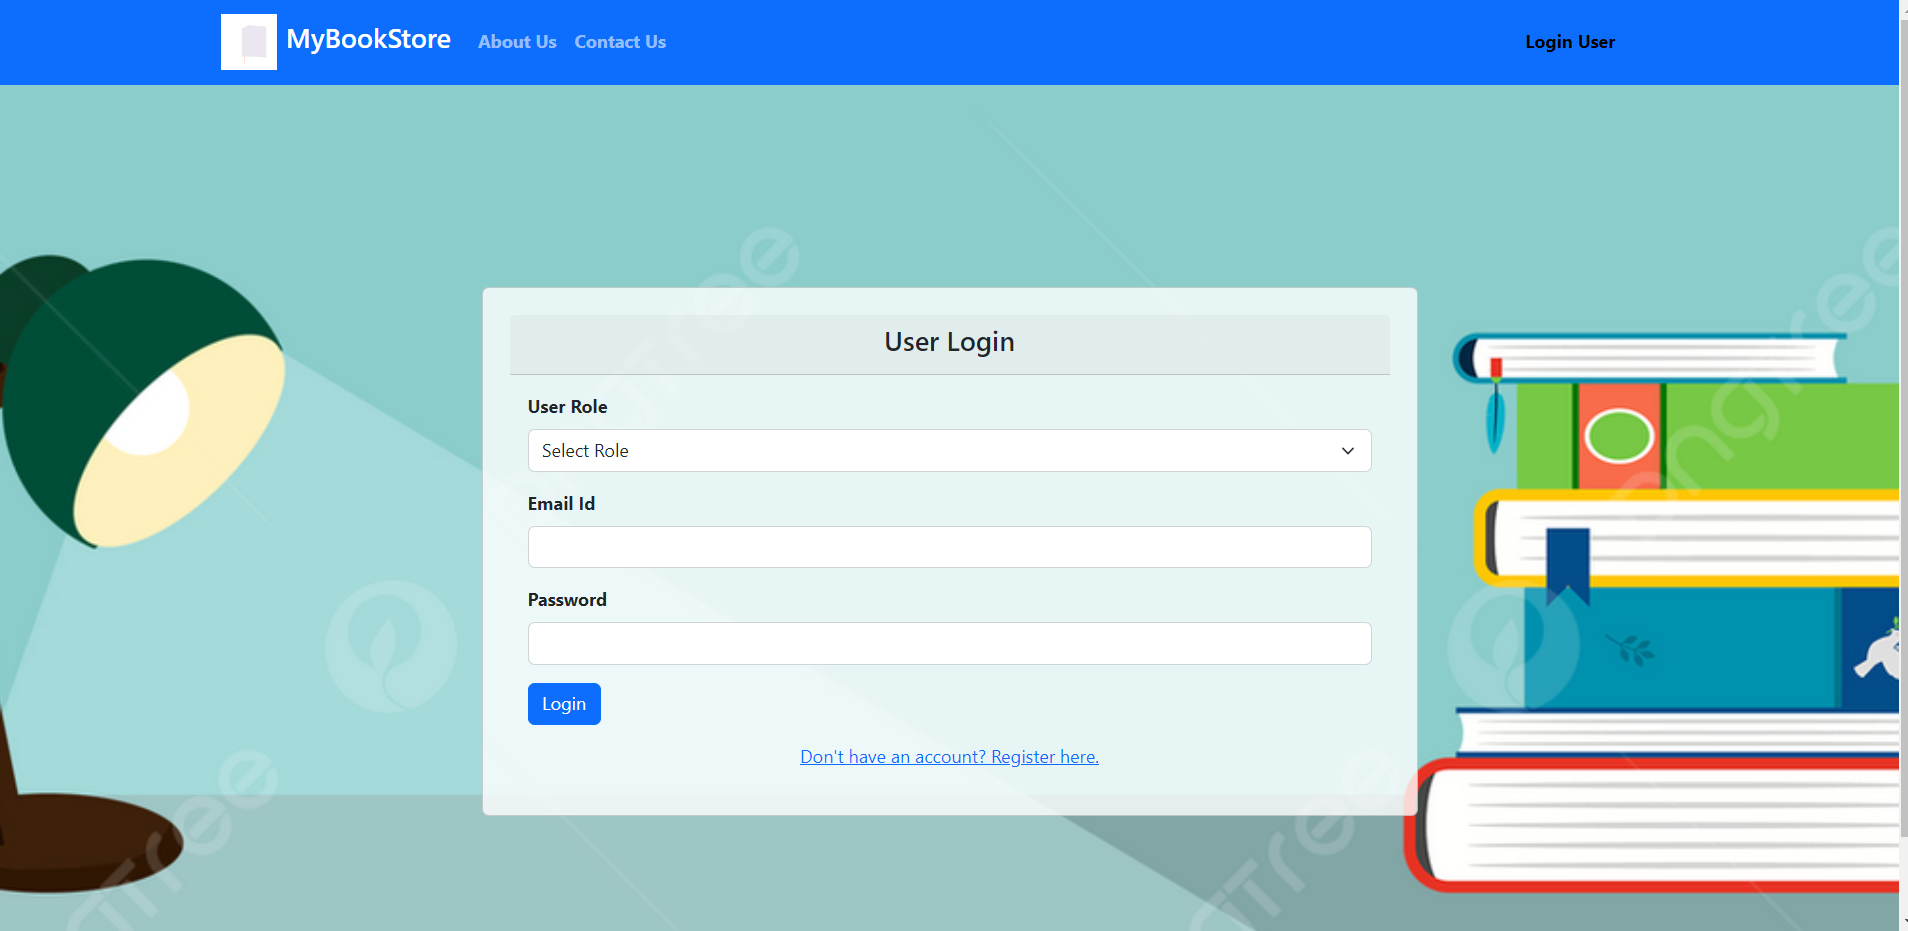 MyBookStore About Us Contact Us Login User
User Login
User Role
Select Role
Email Id
Password
Login
Don't have an account? Register here.